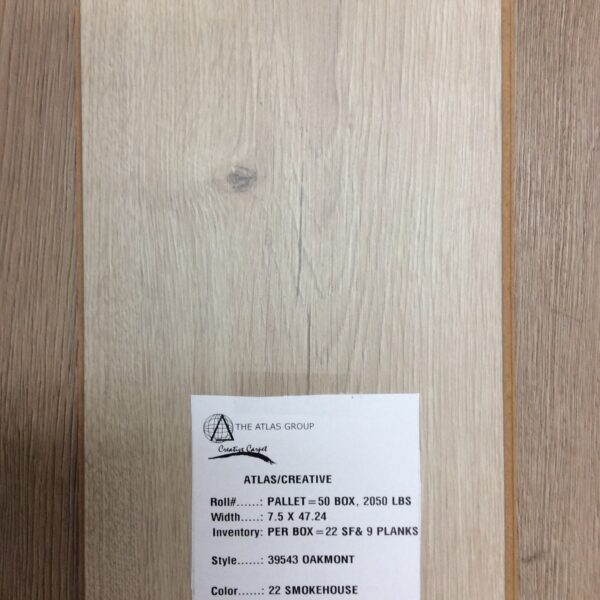 THE ATLAS GROUP
Creative Carpet
ATLAS/CREATIVE
Roll#......: PALLET=50 BOX, 2050 LBS
Width.....: 7.5 X 47.24
Inventory: PER BOX=22 SF& 9 PLANKS
Style......: 39543 OAKMONT
Color......: 22 SMOKEHOUSE